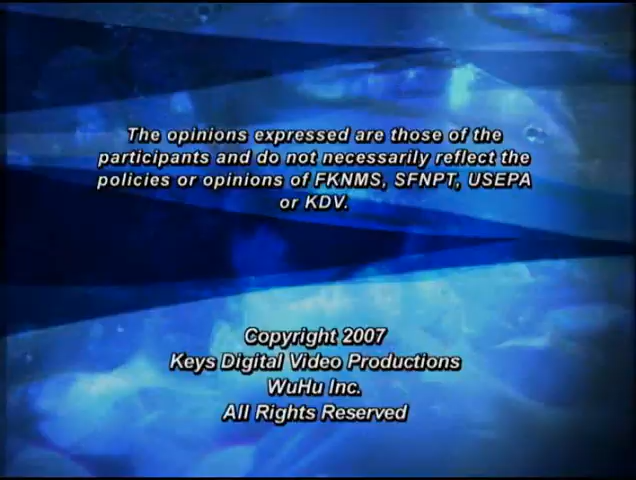 The opinions expressed are those of the
participants and do not necessarily reflect the
policies or opinions of FKNMS, SFNPT, USEPA
or KDV.
Copyright 2007
Keys Digital Video Productions
WuHu Inc.
All Rights Reserved